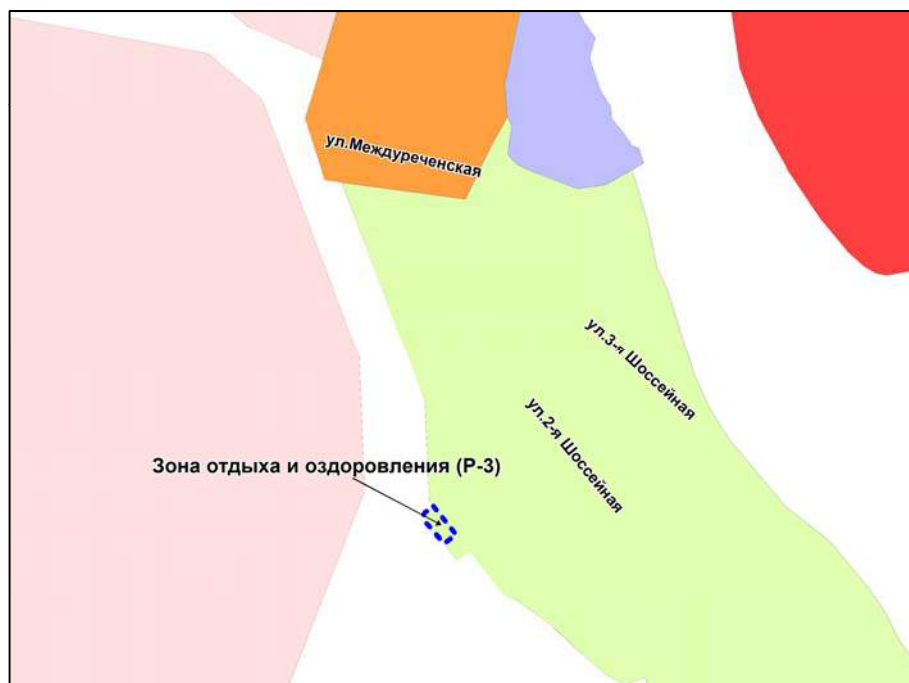 ул.Междуреченская
ул.3-я Шоссейная
ул.2-я Шоссейная
Зона отдыха и оздоровления (Р-3)